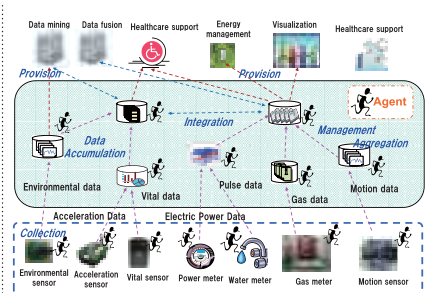 Data mining
Data fusion
Healthcare support
Energy
management
Visualization
Healthcare support
Provision
Provision
Agent
Data
Accumulation
Integration
Management
Aggregation
Environmental data
Vital data
Pulse data
Gas data
Motion data
Acceleration Data
Electric Power Data
Collection
Environmental
sensor
Acceleration
sensor
Vital sensor
Power meter
Water meter
Gas meter
Motion sensor